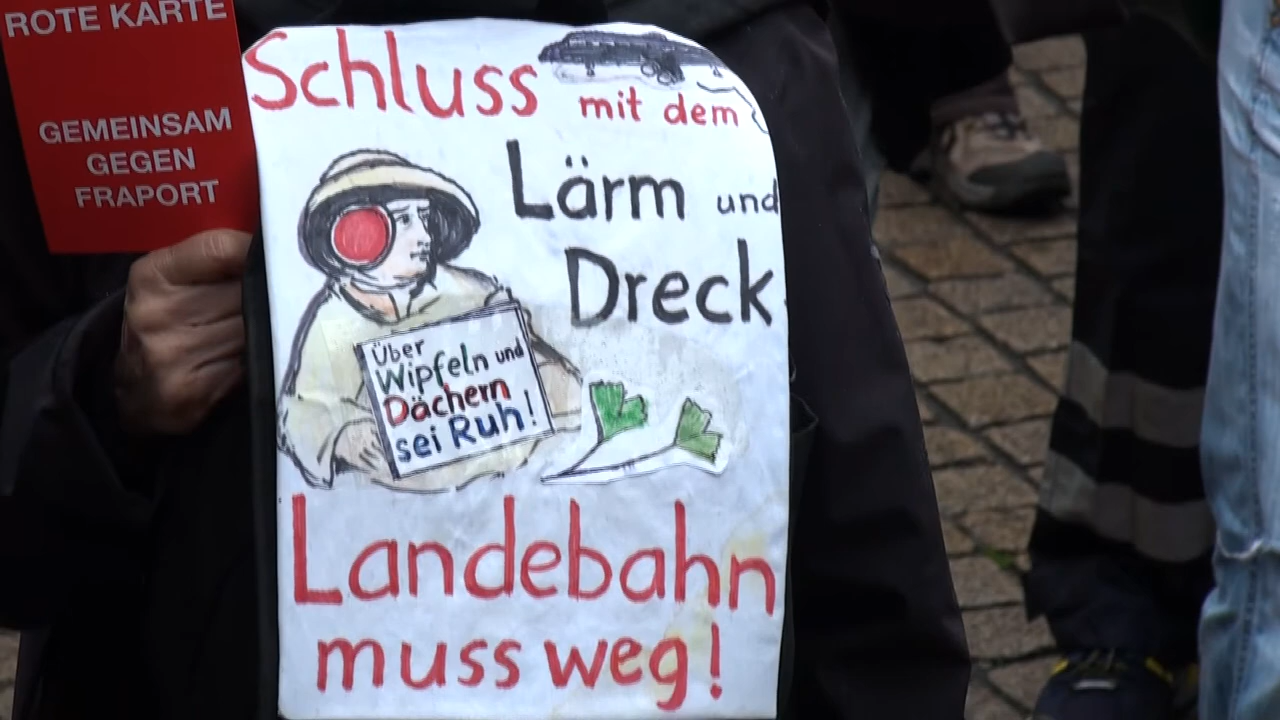 ROTE KARTE
GEMEINSAM
GEGEN
FRAPORT
Schluss
mit dem
Lärm und
Dreck
Über
Wipfeln und
Dächern
sei Ruh!
Landebahn
muss weg!